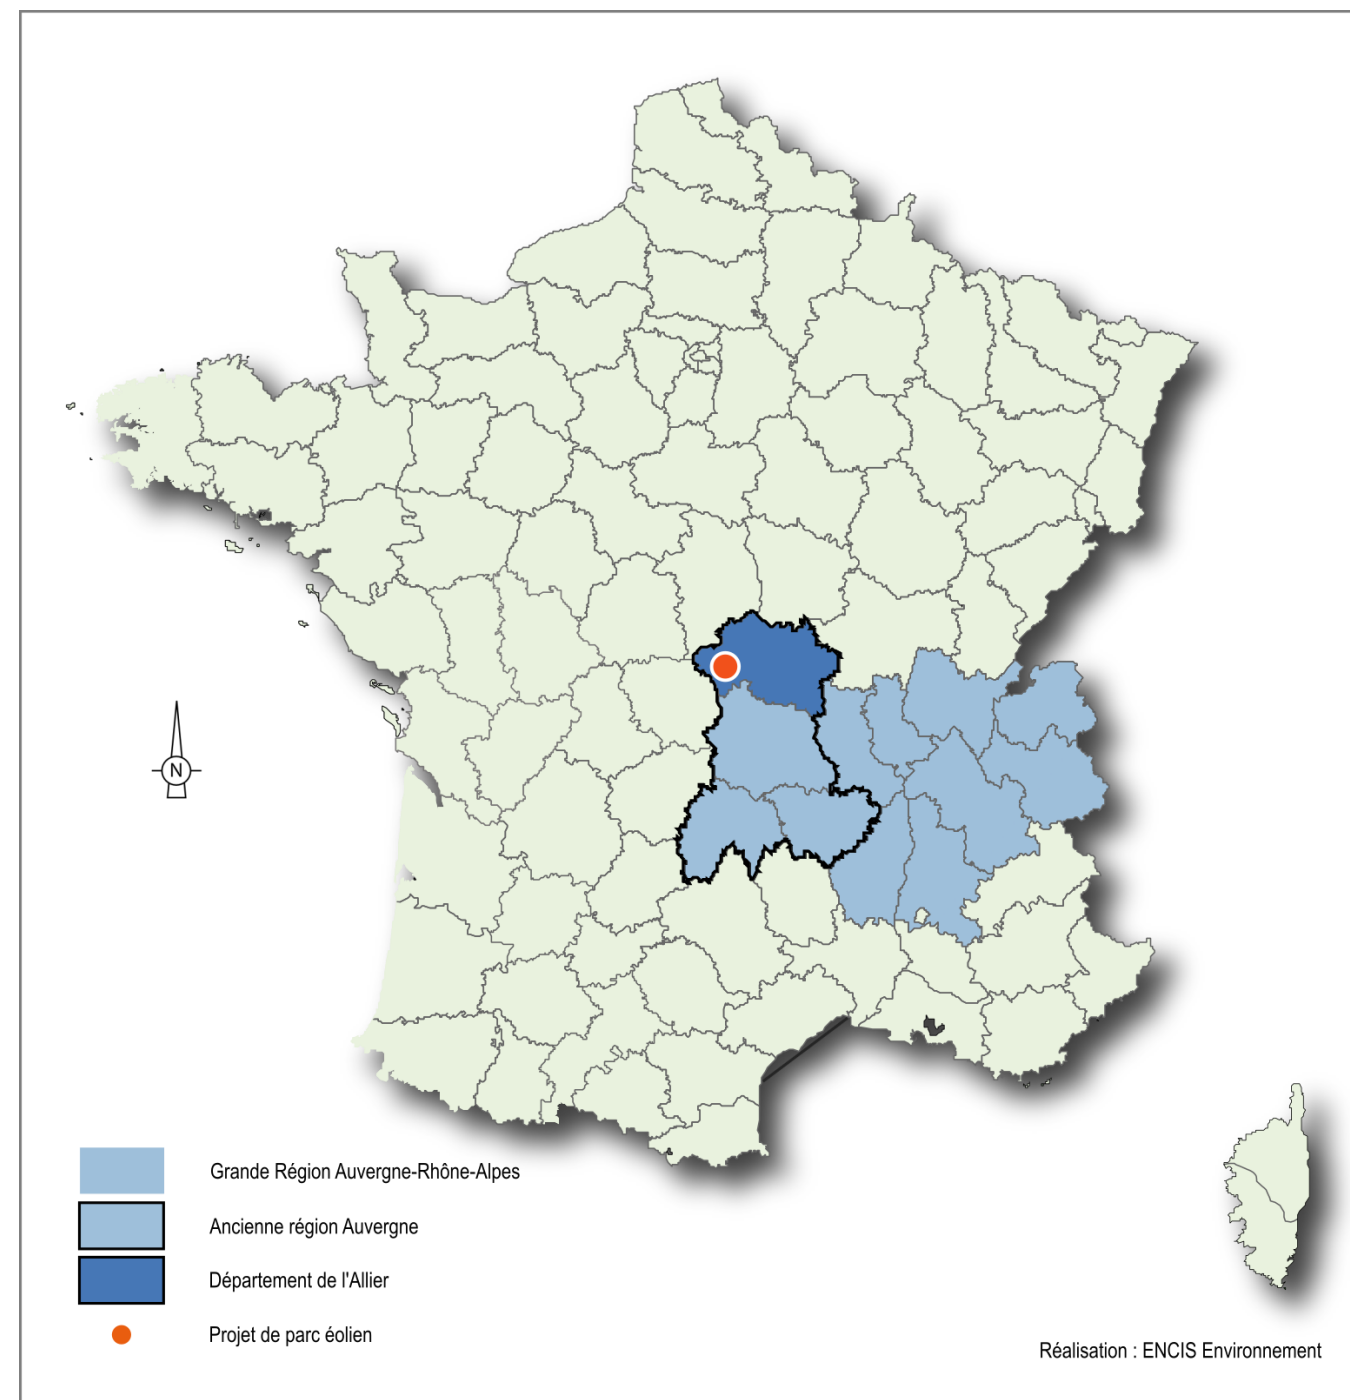 N
Grande Région Auvergne-Rhône-Alpes
Ancienne région Auvergne
Département de l'Allier
Projet de parc éolien
Réalisation : ENCIS Environnement